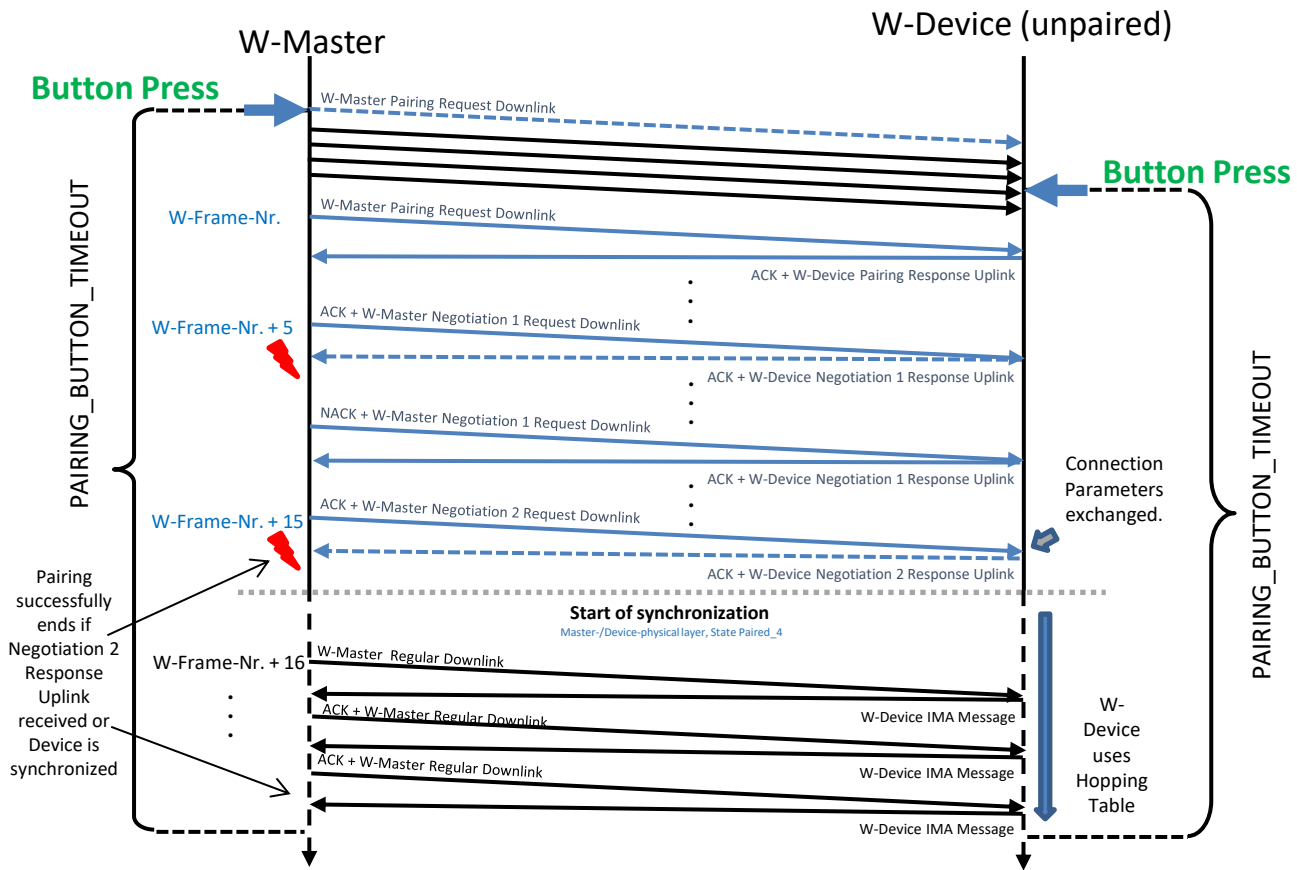 W-Master
W-Device (unpaired)
Button Press
W-Master Pairing Request Downlink
Button Press
W-Frame-Nr.
W-Master Pairing Request Downlink
ACK + W-Device Pairing Response Uplink
PAIRING_BUTTON_TIMEOUT
W-Frame-Nr. + 5
ACK + W-Master Negotiation 1 Request Downlink
ACK + W-Device Negotiation 1 Response Uplink
NACK + W-Master Negotiation 1 Request Downlink
ACK + W-Device Negotiation 1 Response Uplink
Connection
Parameters
exchanged.
PAIRING_BUTTON_TIMEOUT
W-Frame-Nr. + 15
ACK + W-Master Negotiation 2 Request Downlink
ACK + W-Device Negotiation 2 Response Uplink
Pairing
successfully
ends if
Negotiation 2
Response
Uplink
received or
Device is
synchronized
Start of synchronization
Master-/Device-physical layer, State Paired_4
W-Frame-Nr. + 16
W-Master Regular Downlink
W-Device IMA Message
ACK + W-Master Regular Downlink
W-Device IMA Message
ACK + W-Master Regular Downlink
W-Device IMA Message
W-
Device
uses
Hopping
Table